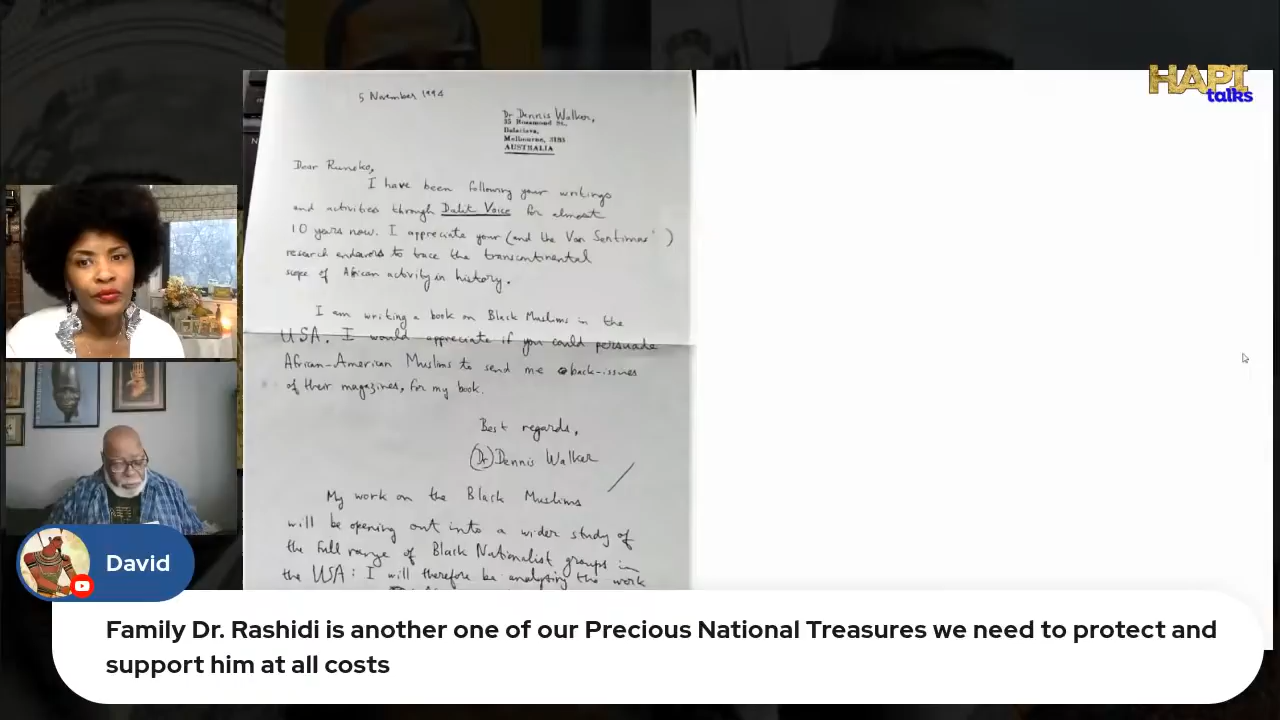 HAPI
talks
5 November 1994
Dr Dennis Walker,
35 Rosamond St.,
Balaclava,
Melbourne, 3183
AUSTRALIA
Dear Runoko,
I have been following your writings
and activities through Dalit Voice for almost
10 years now. I appreciate your (and the Van Sertimas')
research endeavors to trace the transcontinental
scope of African activity in history.
I am writing a book on Black Muslims in the
USA. I would appreciate if you could persuade
African-American Muslims to send me back-issues
of their magazines, for my book.
Best regards,
(Dr) Dennis Walker
My work on the Black Muslims
will be opening out into a wider study of
the full range of Black Nationalist groups in
the USA: I will therefore be analysing the work
David
Family Dr. Rashidi is another one of our Precious National Treasures we need to protect and
support him at all costs